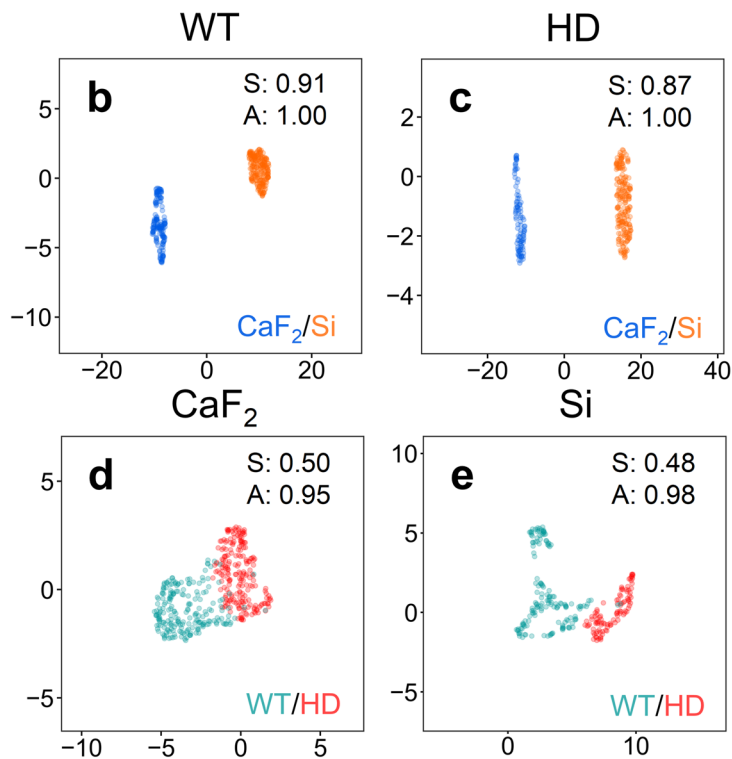 WT
b
S: 0.91
A: 1.00
5
0
−5
−10
CaF₂/Si
−20
0
20
HD
c
S: 0.87
A: 1.00
2
0
−2
−4
CaF₂/Si
−20
0
20
40
CaF₂
d
S: 0.50
A: 0.95
5
0
−5
WT/HD
−10
−5
0
5
Si
e
S: 0.48
A: 0.98
10
5
0
−5
WT/HD
0
10